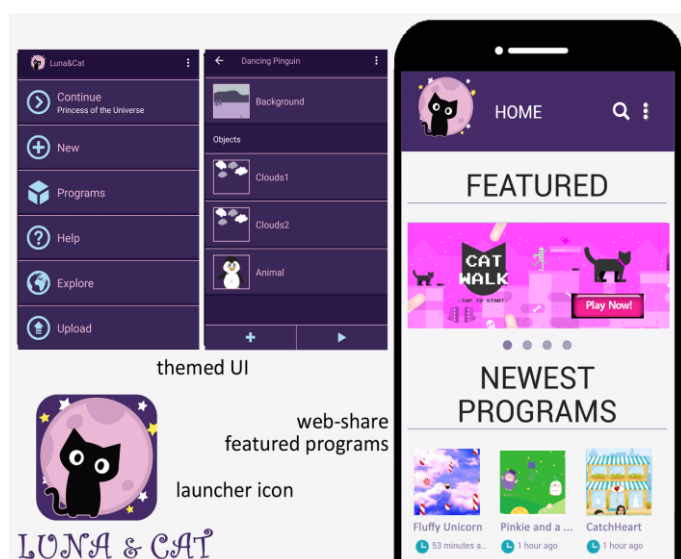 Luna&Cat
Continue
Princess of the Universe
New
Programs
Help
Explore
Upload
Dancing Pinguin
Background
Objects
Clouds1
Clouds2
Animal
themed UI
web-share
featured programs
launcher icon
LUNA & CAT
HOME
FEATURED
CAT
WALK
(TAP TO START)
Play Now!
NEWEST
PROGRAMS
Fluffy Unicorn
53 minutes a...
Pinkie and a ...
1 hour ago
CatchHeart
1 hour ago